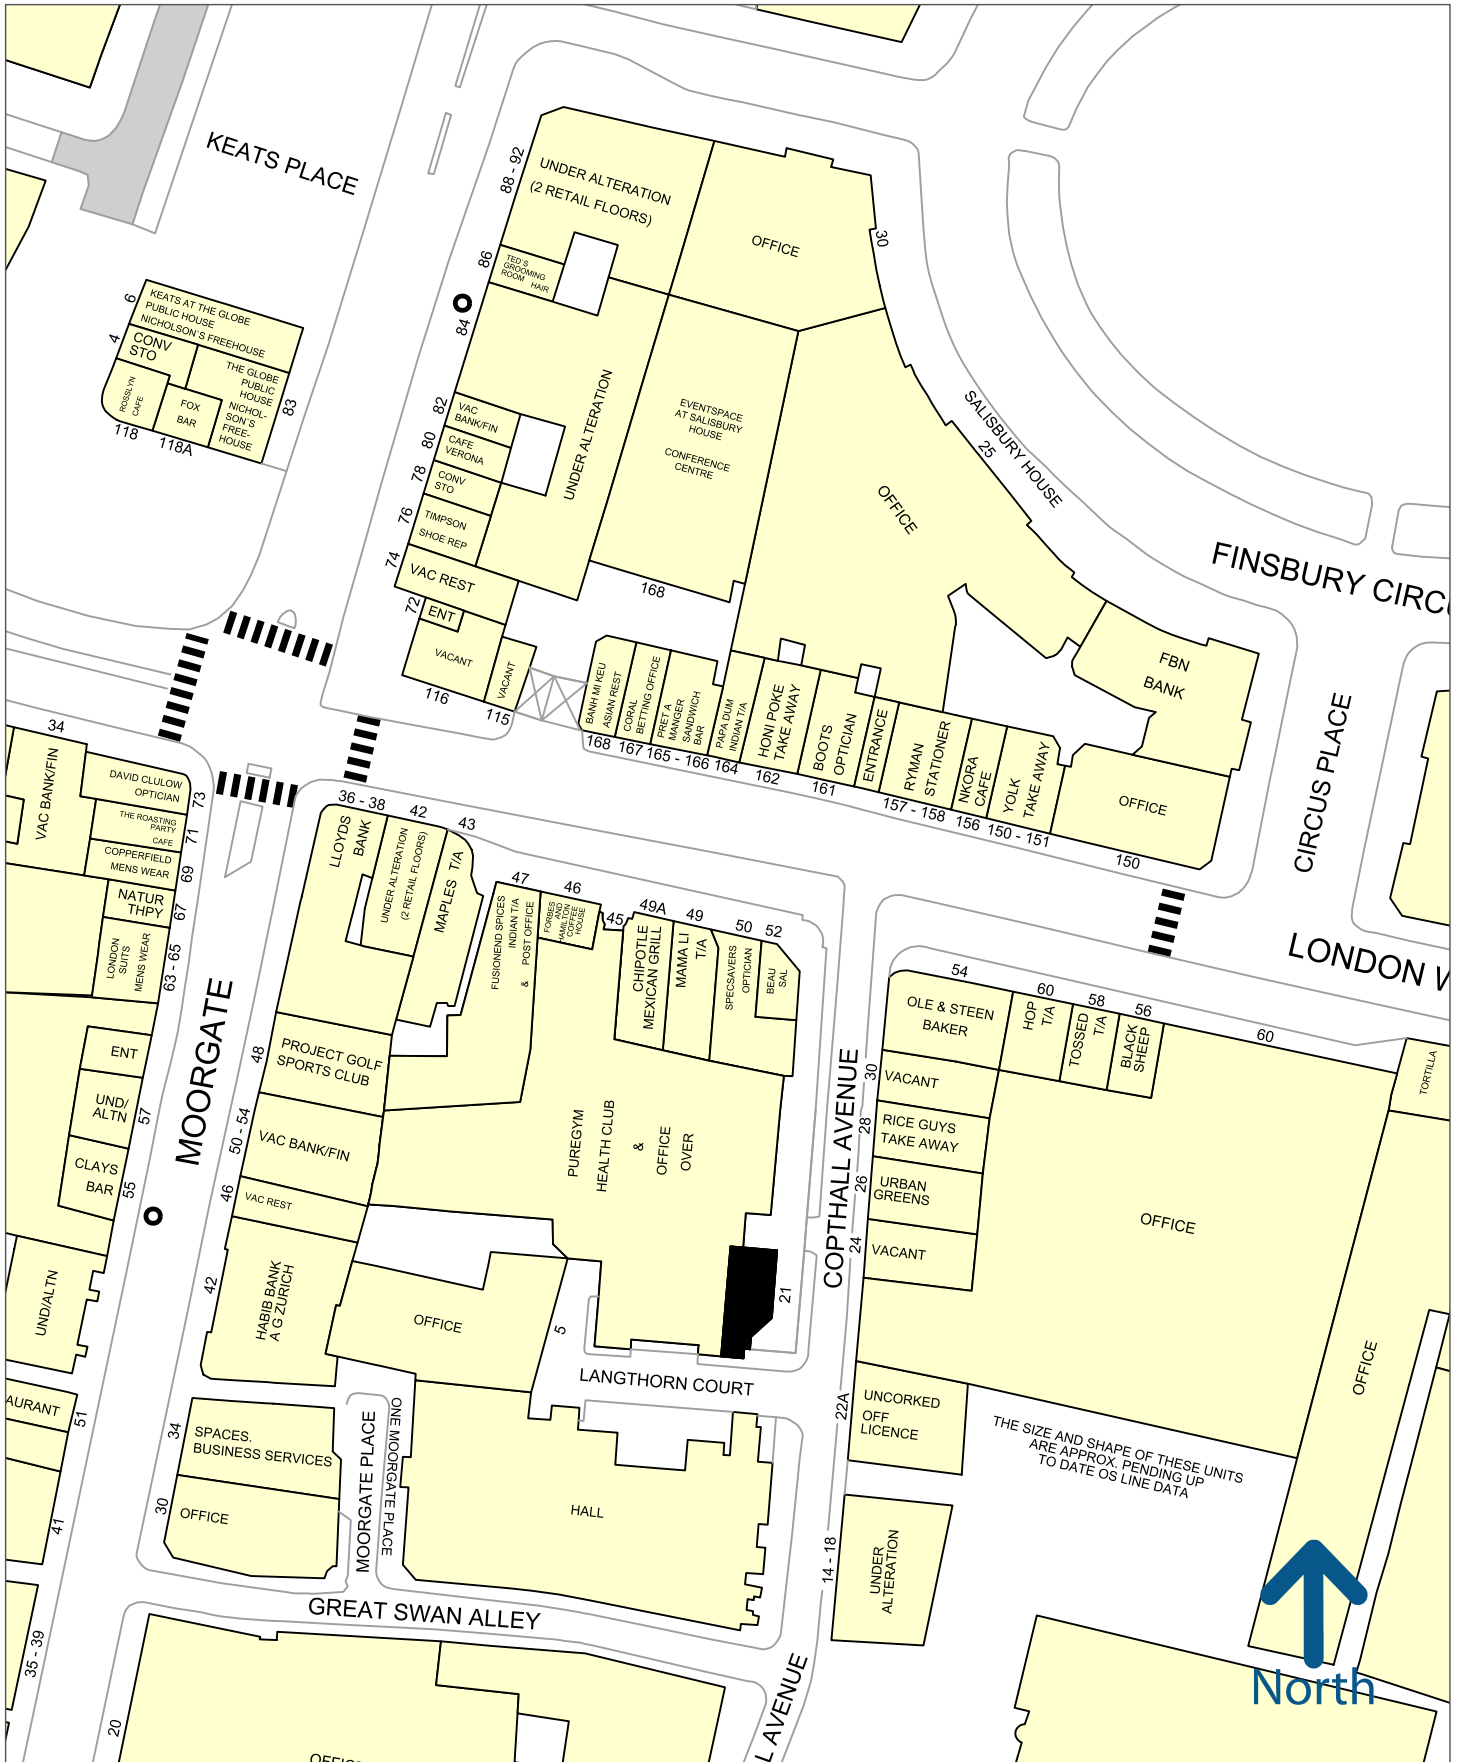 KEATS PLACE
88 - 92
UNDER ALTERATION
(2 RETAIL FLOORS)
OFFICE
30
86
TED`S
GROOMING
ROOM HAIR
84
6
KEATS AT THE GLOBE
PUBLIC HOUSE
NICHOLSON`S FREEHOUSE
4
CONV
STO
THE GLOBE
PUBLIC
HOUSE
NICHOL-
SON'S
FREE-
HOUSE
83
ROSSLYN
CAFE
FOX
BAR
118
118A
82
VAC
BANK/FIN
80
CAFE
VERONA
78
CONV
STO
76
TIMPSON
SHOE REP
74
VAC REST
72
ENT
VACANT
VACANT
116
115
UNDER ALTERATION
EVENTSPACE
AT SALISBURY
HOUSE
CONFERENCE
CENTRE
168
OFFICE
SALISBURY HOUSE
25
FINSBURY CIRCU
FBN
BANK
CIRCUS PLACE
BANH MI KEU
ASIAN REST
CORAL
BETTING OFFICE
PRET A
MANGER
SANDWICH
BAR
PAPA DUM
INDIAN T/A
HONI POKE
TAKE AWAY
BOOTS
OPTICIAN
ENTRANCE
RYMAN
STATIONER
NKORA
CAFE
YOLK
TAKE AWAY
OFFICE
168
167
165 - 166
164
162
161
157 - 158
156
150 - 151
150
34
VAC BANK/FIN
DAVID CLULOW
OPTICIAN
73
THE ROASTING
PARTY
CAFE
71
COPPERFIELD
MENS WEAR
69
NATUR
THPY
67
LONDON
SUITS
MENS WEAR
63 - 65
36 - 38
42
43
LLOYDS
BANK
UNDER ALTERATION
(2 RETAIL FLOORS)
MAPLES T/A
47
46
45
49A
49
50
52
FUSIONEND SPICES
INDIAN T/A
& POST OFFICE
FORBES
AND
HAMILTON
COFFEE
HOUSE
CHIPOTLE
MEXICAN GRILL
MAMA LI
T/A
SPECSAVERS
OPTICIAN
BEAU
SAL
LONDON W
54
OLE & STEEN
BAKER
60
HOP
T/A
58
TOSSED
T/A
56
BLACK
SHEEP
60
TORTILLA
MOORGATE
ENT
UND/
ALTN
57
CLAYS
BAR
55
UND/ALTN
48
PROJECT GOLF
SPORTS CLUB
50 - 54
VAC BANK/FIN
46
VAC REST
42
HABIB BANK
A G ZURICH
PUREGYM
HEALTH CLUB
&
OFFICE
OVER
COPTHALL AVENUE
30
VACANT
28
RICE GUYS
TAKE AWAY
26
URBAN
GREENS
24
VACANT
OFFICE
21
OFFICE
5
LANGTHORN COURT
OFFICE
22A
UNCORKED
OFF
LICENCE
THE SIZE AND SHAPE OF THESE UNITS
ARE APPROX. PENDING UP
TO DATE OS LINE DATA
AURANT
51
34
SPACES.
BUSINESS SERVICES
30
OFFICE
MOORGATE PLACE
ONE MOORGATE PLACE
HALL
41
14 - 18
UNDER
ALTERATION
GREAT SWAN ALLEY
35 - 39
20
OFFICE
L AVENUE
North